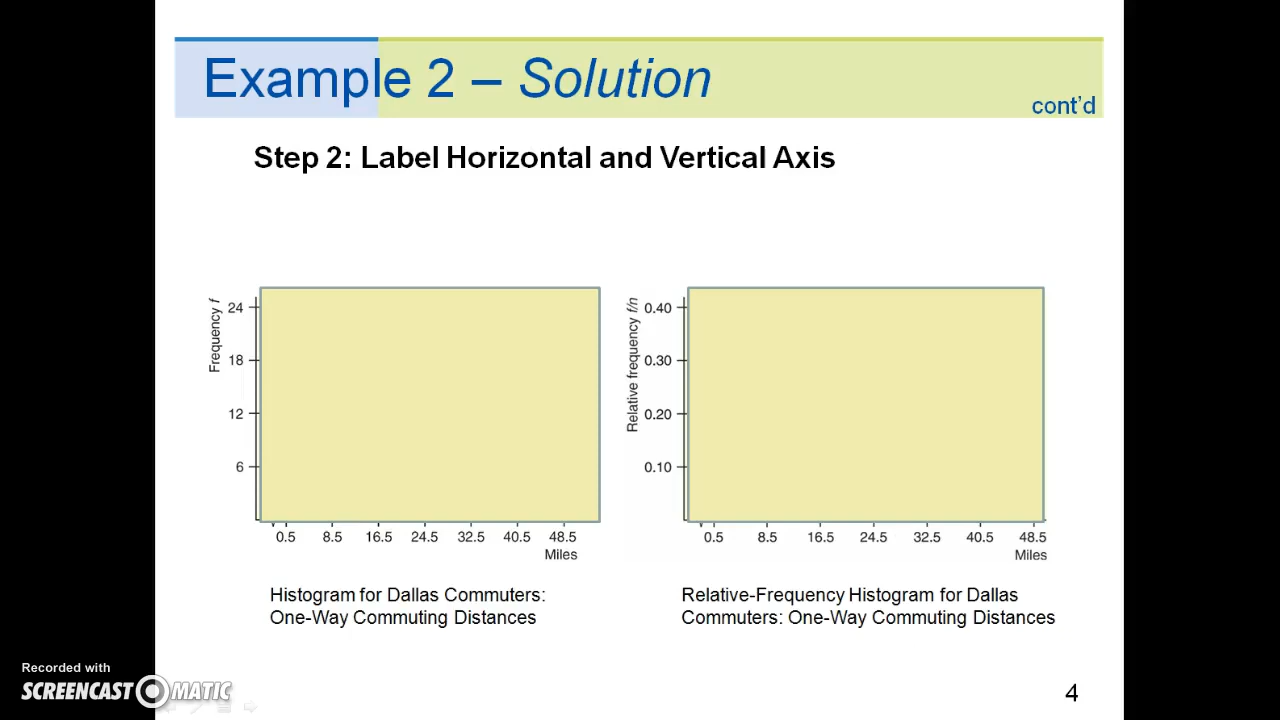 Example 2 – Solution
cont'd
Step 2: Label Horizontal and Vertical Axis
Frequency f
24
18
12
6
0.5 8.5 16.5 24.5 32.5 40.5 48.5
Miles
Histogram for Dallas Commuters:
One-Way Commuting Distances
Relative frequency f/n
0.40
0.30
0.20
0.10
0.5 8.5 16.5 24.5 32.5 40.5 48.5
Miles
Relative-Frequency Histogram for Dallas
Commuters: One-Way Commuting Distances
Recorded with
SCREENCAST MATIC
4